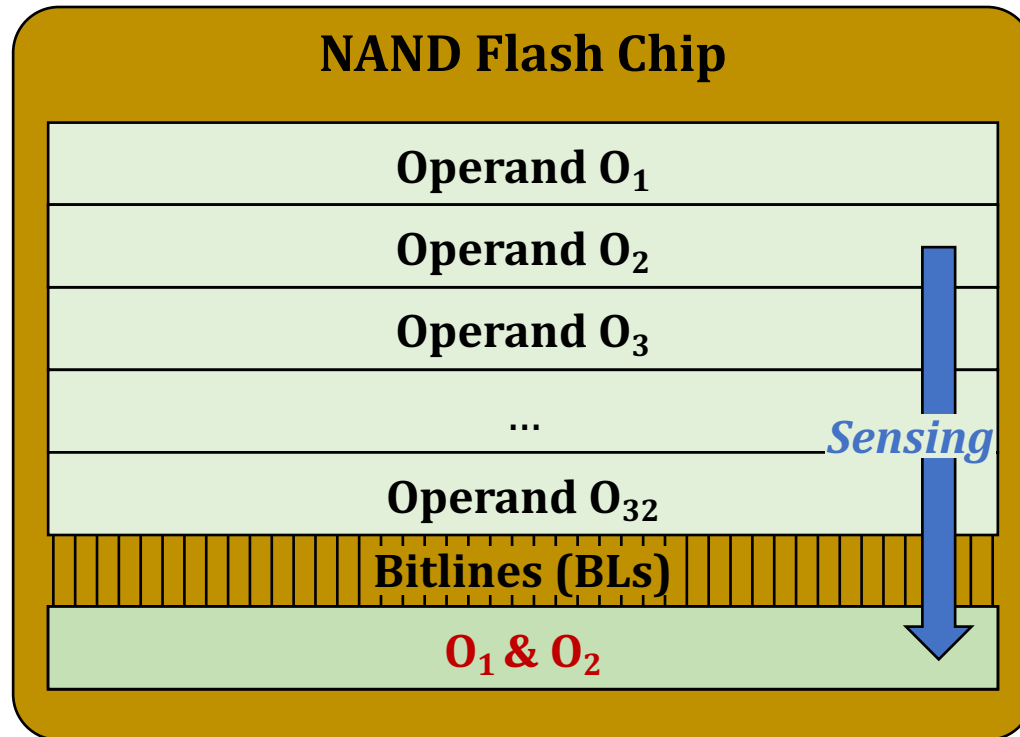 NAND Flash Chip
Operand O₁
Operand O₂
Operand O₃
...
Sensing
Operand O₃₂
Bitlines (BLs)
O₁ & O₂